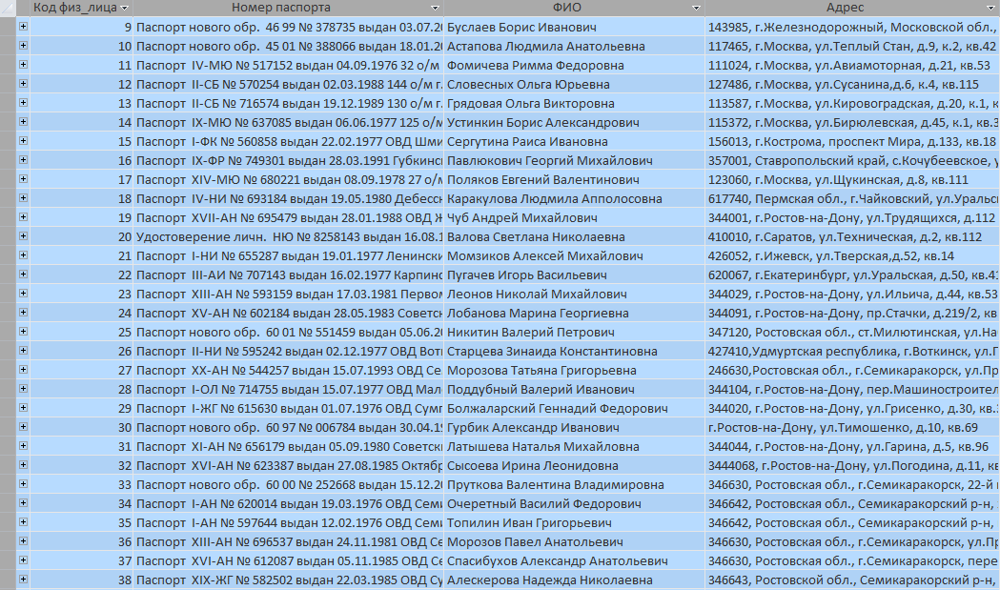 Код физ_лица Номер паспорта ФИО Адрес
9 Паспорт нового обр. 46 99 № 378735 выдан 03.07.20 Буслаев Борис Иванович 143985, г.Железнодорожный, Московской обл.,
10 Паспорт нового обр. 45 01 № 388066 выдан 18.01.20 Астапова Людмила Анатольевна 117465, г.Москва, ул.Теплый Стан, д.9, к.2, кв.42
11 Паспорт IV-МЮ № 517152 выдан 04.09.1976 32 о/м Фомичева Римма Федоровна 111024, г.Москва, ул.Авиамоторная, д.21, кв.53
12 Паспорт II-СБ № 570254 выдан 02.03.1988 144 о/м г. Словесных Ольга Юрьевна 127486, г.Москва, ул.Сусанина,д.6, к.4, кв.115
13 Паспорт II-СБ № 716574 выдан 19.12.1989 130 о/м г. Грядовая Ольга Викторовна 113587, г.Москва, ул.Кировоградская, д.20, к.1, к
14 Паспорт IX-МЮ № 637085 выдан 06.06.1977 125 о/м Устинкин Борис Александрович 115372, г.Москва, ул.Бирюлевская, д.45, к.1, кв.
15 Паспорт I-ФК № 560858 выдан 22.02.1977 ОВД Шми Сергутина Раиса Ивановна 156013, г.Кострома, проспект Мира, д.133, кв.18
16 Паспорт IX-ФР № 749301 выдан 28.03.1991 Губкинс Павлюкович Георгий Михайлович 357001, Ставропольский край, с.Кочубеевское, у
17 Паспорт XIV-МЮ № 680221 выдан 08.09.1978 27 о/м Поляков Евгений Валентинович 123060, г.Москва, ул.Щукинская, д.8, кв.111
18 Паспорт IV-НИ № 693184 выдан 19.05.1980 Дебесс Каракулова Людмила Апполосовна 617740, Пермская обл., г.Чайковский, ул.Уральс
19 Паспорт XVII-АН № 695479 выдан 28.01.1988 ОВД Чуб Андрей Михайлович 344001, г.Ростов-на-Дону, ул.Трудящихся, д.112
20 Удостоверение личн. НЮ № 8258143 выдан 16.08.1 Валова Светлана Николаевна 410010, г.Саратов, ул.Техническая, д.2, кв.112
21 Паспорт I-НИ № 655287 выдан 19.01.1977 Ленински Момзиков Алексей Михайлович 426052, г.Ижевск, ул.Тверская,д.52, кв.14
22 Паспорт III-АИ № 707143 выдан 16.02.1977 Карпинс Пугачев Игорь Васильевич 620067, г.Екатеринбург, ул.Уральская, д.50, кв.4
23 Паспорт XIII-АН № 593159 выдан 17.03.1981 Первом Леонов Николай Михайлович 344029, г.Ростов-на-Дону, ул.Ильича, д.44, кв.53
24 Паспорт XV-АН № 602184 выдан 28.05.1983 Советс Лобанова Марина Георгиевна 344091, г.Ростов-на-Дону, пр.Стачки, д.219/2, кв
25 Паспорт нового обр. 60 01 № 551459 выдан 05.06.20 Никитин Валерий Петрович 347120, Ростовская обл., ст.Милютинская, ул.На
26 Паспорт II-НИ № 595242 выдан 02.12.1977 ОВД Вот Старцева Зинаида Константиновна 427410,Удмуртская республика, г.Воткинск, ул.Г
27 Паспорт XX-АН № 544257 выдан 15.07.1993 ОВД Се Морозова Татьяна Григорьевна 246630,Ростовская обл., г.Семикаракорск, ул.Пр
28 Паспорт I-ОЛ № 714755 выдан 15.07.1977 ОВД Мал Поддубный Валерий Иванович 344104, г.Ростов-на-Дону, пер.Машиностроител
29 Паспорт I-ЖГ № 615630 выдан 01.07.1976 ОВД Сумг Болжаларский Геннадий Федорович 344020, г.Ростов-на-Дону, ул.Грисенко, д.30, кв.
30 Паспорт нового обр. 60 97 № 006784 выдан 30.04.19 Гурбик Александр Иванович г.Ростов-на-Дону, ул.Тимошенко, д.10, кв.69
31 Паспорт XI-АН № 656179 выдан 05.09.1980 Советск Латышева Наталья Михайловна 344044, г.Ростов-на-Дону, ул.Гарина, д.5, кв.96
32 Паспорт XVI-АН № 623387 выдан 27.08.1985 Октябр Сысоева Ирина Леонидовна 3444068, г.Ростов-на-Дону, ул.Погодина, д.11, кв
33 Паспорт нового обр. 60 00 № 252668 выдан 15.12.20 Пруткова Валентина Владимировна 346630, Ростовская обл., г.Семикаракорск, 22-й
34 Паспорт I-АН № 620014 выдан 19.03.1976 ОВД Семи Очеретный Василий Федорович 346642, Ростовская обл., Семикаракорский р-н,
35 Паспорт I-АН № 597644 выдан 12.02.1976 ОВД Семи Топилин Иван Григорьевич 346642, Ростовская обл., Семикаракорский р-н,
36 Паспорт XIII-АН № 696537 выдан 24.11.1981 ОВД Се Морозов Павел Анатольевич 346630, Ростовская обл., г.Семикаракорск, ул.Пр
37 Паспорт XVI-АН № 612087 выдан 05.11.1985 ОВД Се Спасибухов Александр Анатольевич 346630, Ростовская обл., г.Семикаракорск, пере
38 Паспорт XIX-ЖГ № 582502 выдан 22.03.1985 ОВД Су Алескерова Надежда Николаевна 346643, Ростовской обл., Семикаракорский р-н,